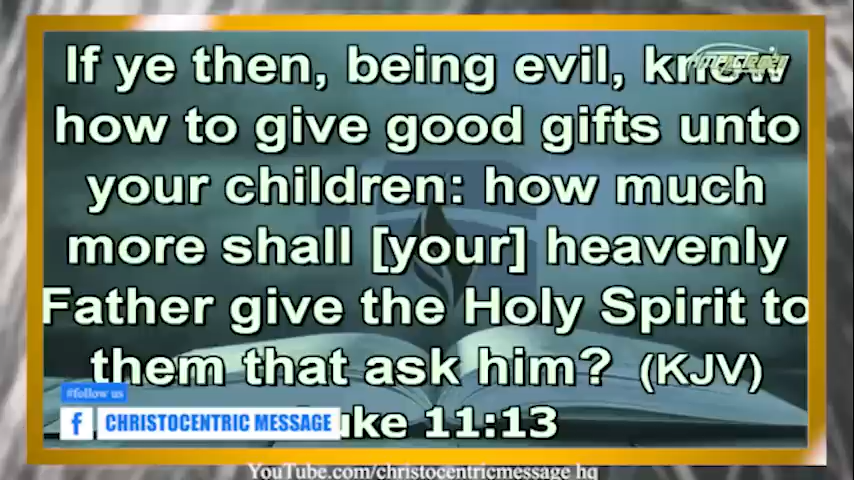 If ye then, being evil, know
how to give good gifts unto
your children: how much
more shall [your] heavenly
Father give the Holy Spirit to
them that ask him? (KJV)
#follow us
f CHRISTOCENTRIC MESSAGE
uke 11:13
YouTube.com/christocentricmessage hq